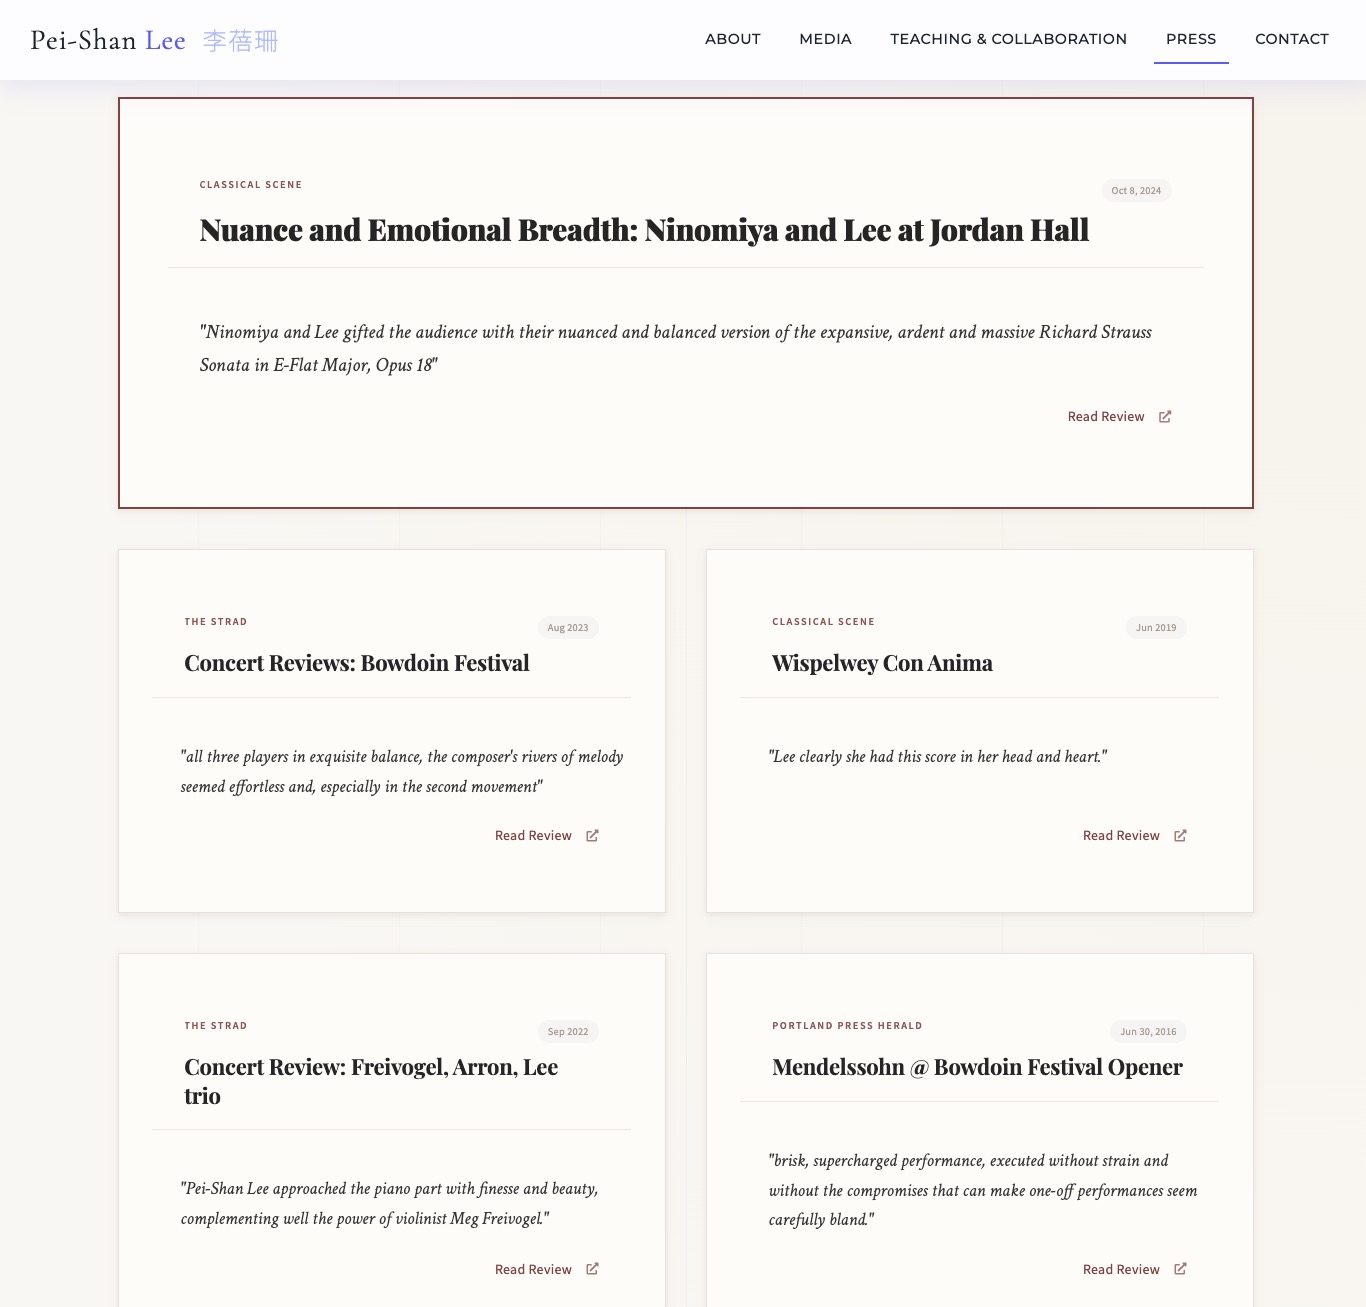 Pei-Shan Lee 李蓓珊
ABOUT
MEDIA
TEACHING & COLLABORATION
PRESS
CONTACT
CLASSICAL SCENE
Oct 8, 2024
Nuance and Emotional Breadth: Ninomiya and Lee at Jordan Hall
"Ninomiya and Lee gifted the audience with their nuanced and balanced version of the expansive, ardent and massive Richard Strauss
Sonata in E-Flat Major, Opus 18"
Read Review
THE STRAD
Aug 2023
Concert Reviews: Bowdoin Festival
"all three players in exquisite balance, the composer's rivers of melody
seemed effortless and, especially in the second movement"
Read Review
CLASSICAL SCENE
Jun 2019
Wispelwey Con Anima
"Lee clearly she had this score in her head and heart."
Read Review
THE STRAD
Sep 2022
Concert Review: Freivogel, Arron, Lee
trio
"Pei-Shan Lee approached the piano part with finesse and beauty,
complementing well the power of violinist Meg Freivogel."
Read Review
PORTLAND PRESS HERALD
Jun 30, 2016
Mendelssohn @ Bowdoin Festival Opener
"brisk, supercharged performance, executed without strain and
without the compromises that can make one-off performances seem
carefully bland."
Read Review